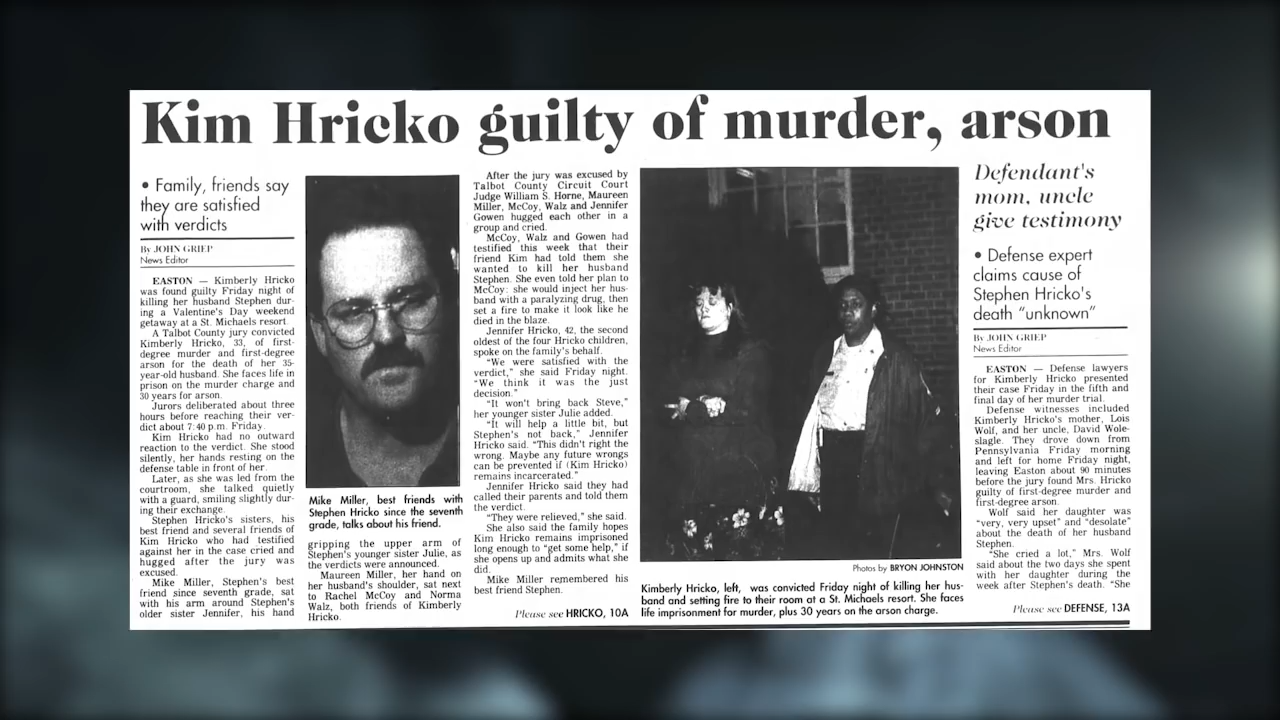 Kim Hricko guilty of murder, arson
• Family, friends say
they are satisfied
with verdicts
By JOHN GRIEP
News Editor
EASTON — Kimberly Hricko
was found guilty Friday night of
killing her husband Stephen dur-
ing a Valentine's Day weekend
getaway at a St. Michaels resort.
A Talbot County jury convicted
Kimberly Hricko, 33, of first-
degree murder and first-degree
arson for the death of her 35-
year-old husband. She faces life in
prison on the murder charge and
30 years for arson.
Jurors deliberated about three
hours before reaching their ver-
dict about 7:40 p.m. Friday.
Kim Hricko had no outward
reaction to the verdict. She stood
silently, her hands resting on the
defense table in front of her.
Later, as she was led from the
courtroom, she talked quietly
with a guard, smiling slightly dur-
ing their exchange.
Stephen Hricko's sisters, his
best friend and several friends of
Kim Hricko who had testified
against her in the case cried and
hugged after the jury was
excused.
Mike Miller, Stephen's best
friend since seventh grade, sat
with his arm around Stephen's
older sister Jennifer, his hand
Mike Miller, best friends with
Stephen Hricko since the seventh
grade, talks about his friend.
gripping the upper arm of
Stephen's younger sister Julie, as
the verdicts were announced.
Maureen Miller, her hand on
her husband's shoulder, sat next
to Rachel McCoy and Norma
Walz, both friends of Kimberly
Hricko.
After the jury was excused by
Talbot County Circuit Court
Judge William S. Horne, Maureen
Miller, McCoy, Walz and Jennifer
Gowen hugged each other in a
group and cried.
McCoy, Walz and Gowen had
testified this week that their
friend Kim had told them she
wanted to kill her husband
Stephen. She even told her plan to
McCoy: she would inject her hus-
band with a paralyzing drug, then
set a fire to make it look like he
died in the blaze.
Jennifer Hricko, 42, the second
oldest of the four Hricko children,
spoke on the family's behalf.
"We were satisfied with the
verdict," she said Friday night.
"We think it was the just
decision."
"It won't bring back Steve,"
her younger sister Julie added.
"It will help a little bit, but
Stephen's not back," Jennifer
Hricko said. "This didn't right the
wrong. Maybe any future wrongs
can be prevented if (Kim Hricko)
remains incarcerated."
Jennifer Hricko said they had
called their parents and told them
the verdict.
"They were relieved," she said.
She also said the family hopes
Kim Hricko remains imprisoned
long enough to "get some help," if
she opens up and admits what she
did.
Mike Miller remembered his
best friend Stephen.
Please see HRICKO, 10A
Photos by BRYON JOHNSTON
Kimberly Hricko, left, was convicted Friday night of killing her hus-
band and setting fire to their room at a St. Michaels resort. She faces
life imprisonment for murder, plus 30 years on the arson charge.
Defendant's
mom, uncle
give testimony
• Defense expert
claims cause of
Stephen Hricko's
death "unknown"
By JOHN GRIEP
News Editor
EASTON — Defense lawyers
for Kimberly Hricko presented
their case Friday in the fifth and
final day of her murder trial.
Defense witnesses included
Kimberly Hricko's mother, Lois
Wolf, and her uncle, David Wole-
slagle. They drove down from
Pennsylvania Friday morning
and left for home Friday night,
leaving Easton about 90 minutes
before the jury found Mrs. Hricko
guilty of first-degree murder and
first-degree arson.
Wolf said her daughter was
"very, very upset" and "desolate"
about the death of her husband
Stephen.
"She cried a lot," Mrs. Wolf
said about the two days she spent
with her daughter during the
week after Stephen's death. "She
Please see DEFENSE, 13A